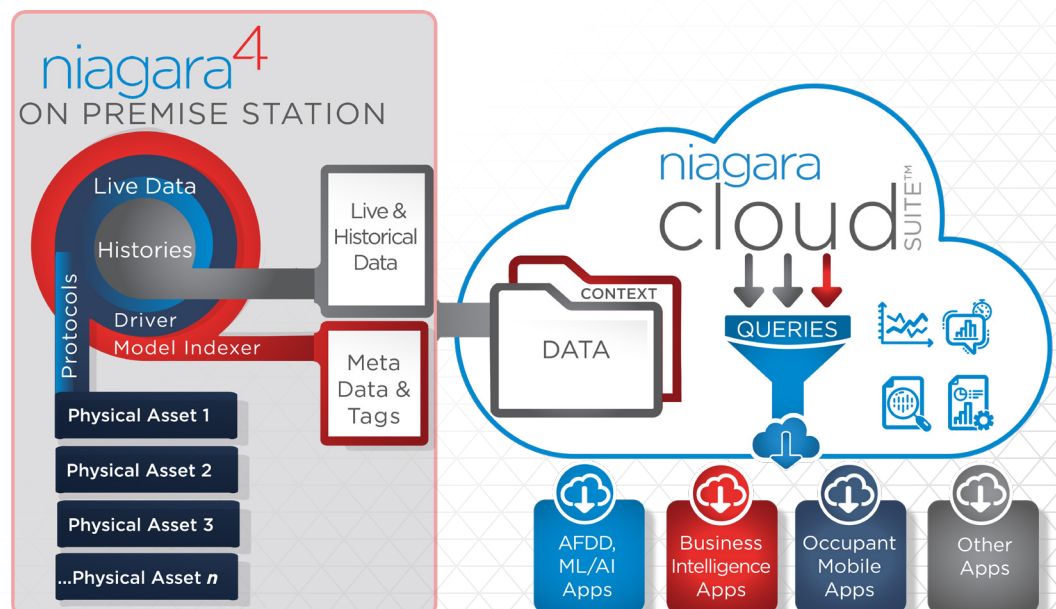 niagara4
ON PREMISE STATION
Live Data
Histories
Protocols
Driver
Model Indexer
Live &
Historical
Data
Meta
Data &
Tags
Physical Asset 1
Physical Asset 2
Physical Asset 3
...Physical Asset n
niagara
cloud
SUITE™
CONTEXT
DATA
QUERIES
AFDD,
ML/AI
Apps
Business
Intelligence
Apps
Occupant
Mobile
Apps
Other
Apps